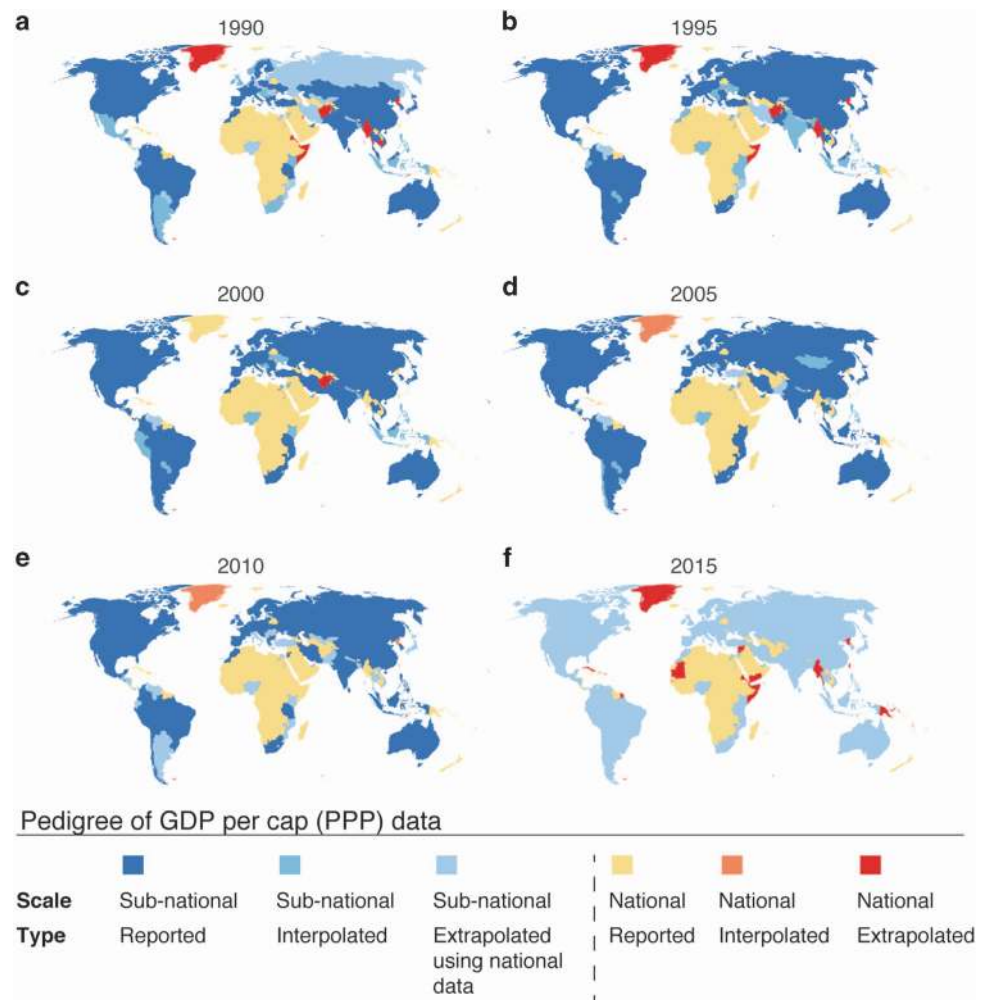 a
1990
b
1995
c
2000
d
2005
e
2010
f
2015
Pedigree of GDP per cap (PPP) data
Scale Sub-national Sub-national Sub-national National National National
Type Reported Interpolated Extrapolated Reported Interpolated Extrapolated
using national
data